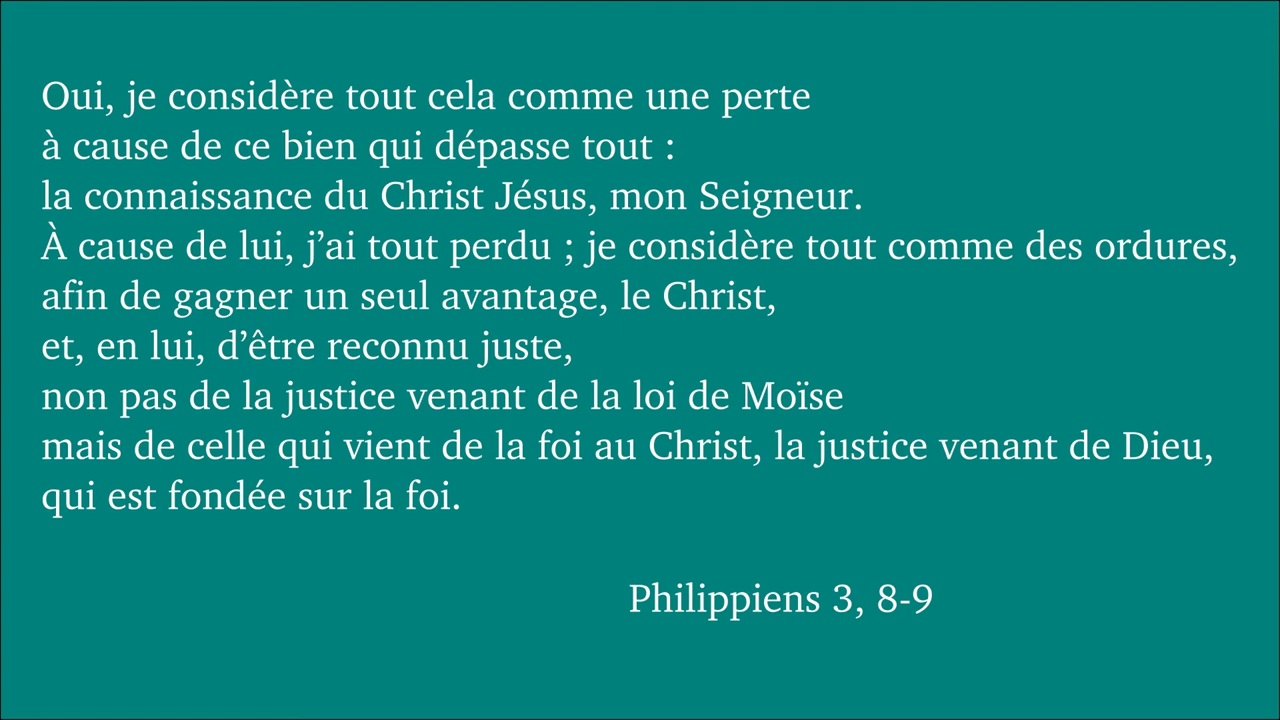 Oui, je considère tout cela comme une perte
à cause de ce bien qui dépasse tout :
la connaissance du Christ Jésus, mon Seigneur.
À cause de lui, j’ai tout perdu ; je considère tout comme des ordures,
afin de gagner un seul avantage, le Christ,
et, en lui, d’être reconnu juste,
non pas de la justice venant de la loi de Moïse
mais de celle qui vient de la foi au Christ, la justice venant de Dieu,
qui est fondée sur la foi.
Philippiens 3, 8-9